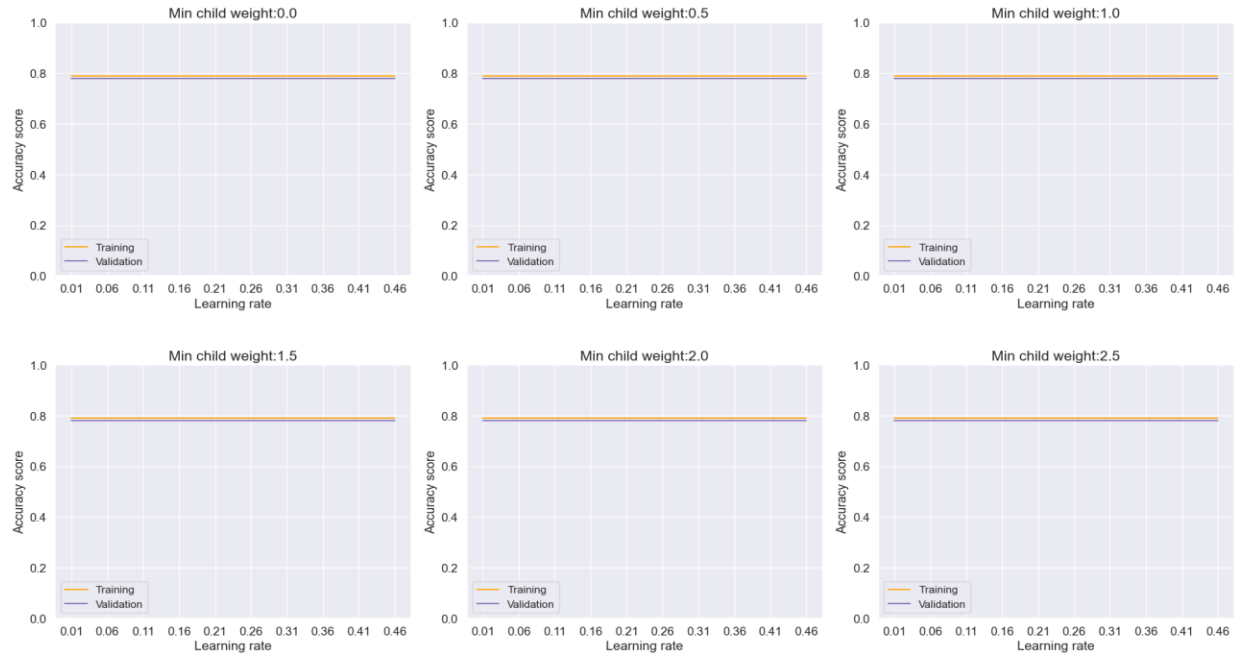 Min child weight:0.0
1.0
0.8
0.6
0.4
0.2
0.0
Accuracy score
Training
Validation
0.01 0.06 0.11 0.16 0.21 0.26 0.31 0.36 0.41 0.46
Learning rate
Min child weight:0.5
1.0
0.8
0.6
0.4
0.2
0.0
Accuracy score
Training
Validation
0.01 0.06 0.11 0.16 0.21 0.26 0.31 0.36 0.41 0.46
Learning rate
Min child weight:1.0
1.0
0.8
0.6
0.4
0.2
0.0
Accuracy score
Training
Validation
0.01 0.06 0.11 0.16 0.21 0.26 0.31 0.36 0.41 0.46
Learning rate
Min child weight:1.5
1.0
0.8
0.6
0.4
0.2
0.0
Accuracy score
Training
Validation
0.01 0.06 0.11 0.16 0.21 0.26 0.31 0.36 0.41 0.46
Learning rate
Min child weight:2.0
1.0
0.8
0.6
0.4
0.2
0.0
Accuracy score
Training
Validation
0.01 0.06 0.11 0.16 0.21 0.26 0.31 0.36 0.41 0.46
Learning rate
Min child weight:2.5
1.0
0.8
0.6
0.4
0.2
0.0
Accuracy score
Training
Validation
0.01 0.06 0.11 0.16 0.21 0.26 0.31 0.36 0.41 0.46
Learning rate